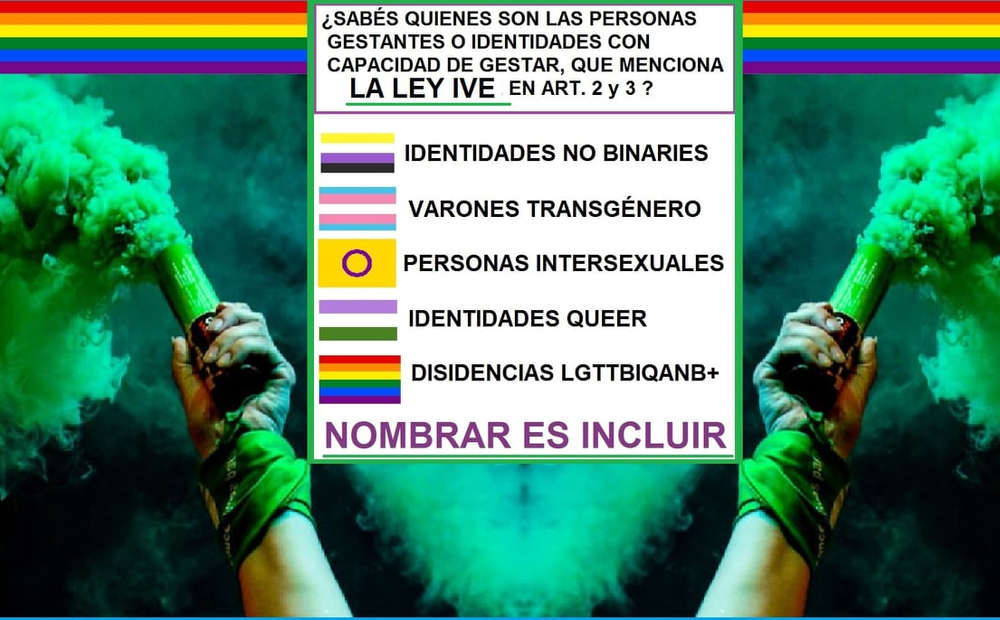 ¿SABÉS QUIENES SON LAS PERSONAS
GESTANTES O IDENTIDADES CON
CAPACIDAD DE GESTAR, QUE MENCIONA
LA LEY IVE EN ART. 2 y 3 ?
IDENTIDADES NO BINARIES
VARONES TRANSGÉNERO
PERSONAS INTERSEXUALES
IDENTIDADES QUEER
DISIDENCIAS LGTTBIQANB+
NOMBRAR ES INCLUIR